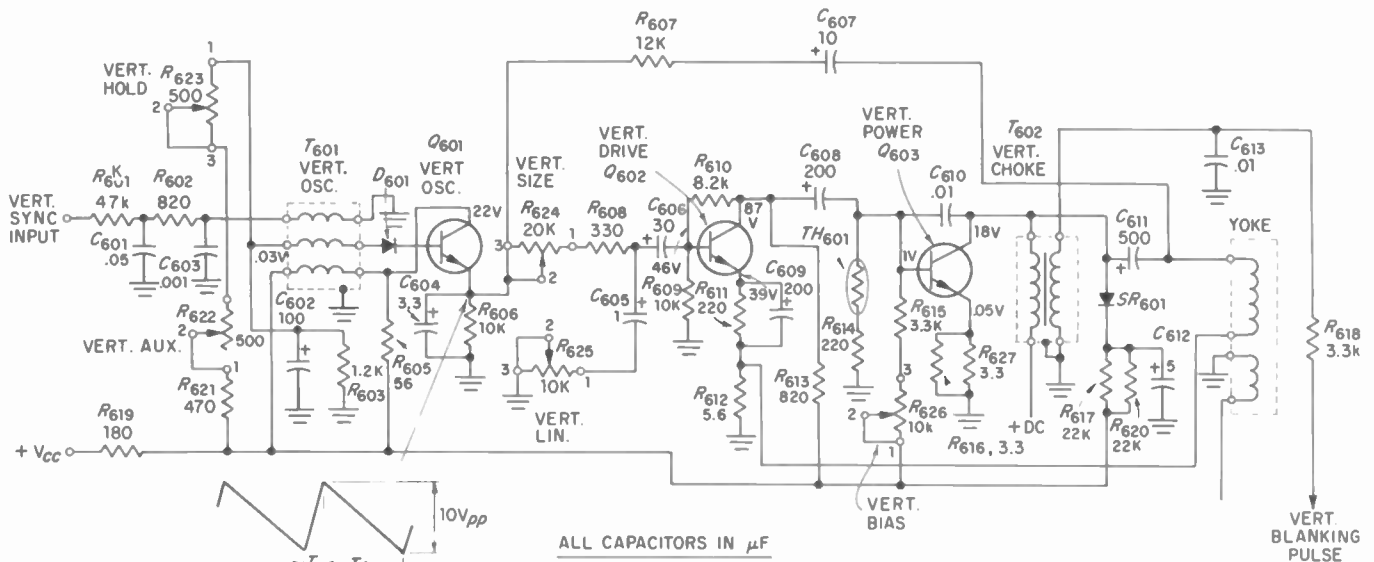 R607
12K
C607
+ 10
1
VERT.
HOLD
R623
500
2
3
T601
VERT.
OSC.
D601
Q601
VERT
OSC.
22V
VERT.
SIZE
R624
20K
3
1
2
R608
330
VERT.
DRIVE
Q602
C606
30
+
46V
R610
8.2k
87
V
C608
200
+
VERT.
POWER
Q603
C610
.01
18V
T602
VERT.
CHOKE
C613
.01
C611
500
+
YOKE
VERT.
SYNC
INPUT
R601
K
47k
R602
820
C601
.05
C603
.001
.03V
C602
100
+
C604
3.3
+
R606
10K
R605
56
1.2K
R603
R622
500
2
1
VERT. AUX.
R621
470
R619
180
+ VCC
C605
1
+
2
R625
10K
3
1
VERT.
LIN.
R609
10K
R611
220
39V
C609
200
+
R612
5.6
R613
820
TH601
R614
220
1V
R615
3.3K
.05V
R627
3.3
3
2
R626
10k
1
R616, 3.3
VERT.
BIAS
+ DC
SR601
C612
+ 5
R617
22K
R620
22K
R618
3.3k
VERT.
BLANKING
PULSE
10Vpp
ALL CAPACITORS IN µF